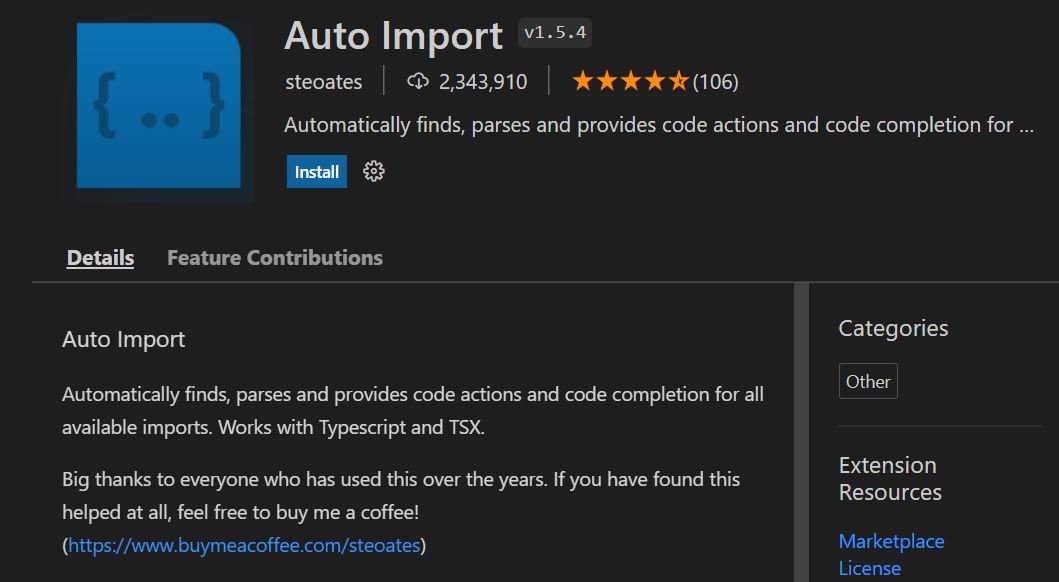 Auto Import v1.5.4
steoates 2,343,910 (106)
Automatically finds, parses and provides code actions and code completion for ...
Install
Details Feature Contributions
Auto Import
Automatically finds, parses and provides code actions and code completion for all
available imports. Works with Typescript and TSX.
Big thanks to everyone who has used this over the years. If you have found this
helped at all, feel free to buy me a coffee!
(https://www.buymeacoffee.com/steoates)
Categories
Other
Extension
Resources
Marketplace
License